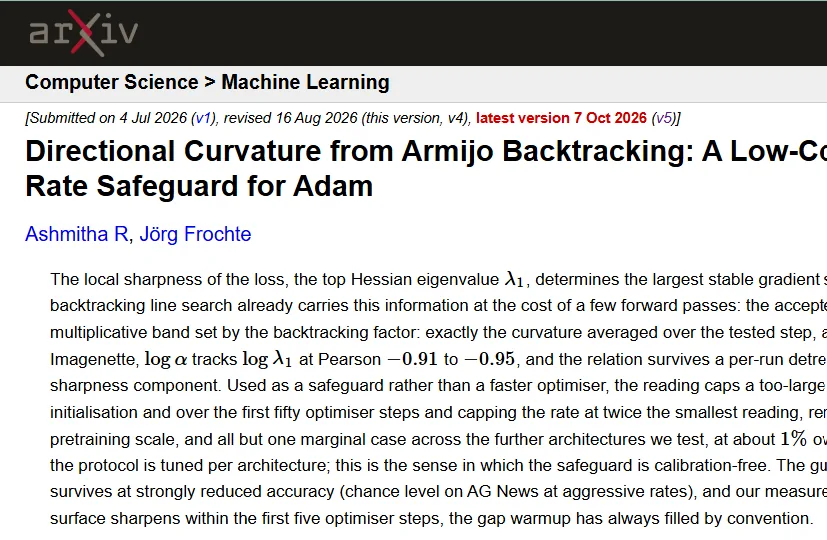 arXiv
Computer Science > Machine Learning
[Submitted on 4 Jul 2026 (v1), revised 16 Aug 2026 (this version, v4), latest version 7 Oct 2026 (v5)]
Directional Curvature from Armijo Backtracking: A Low-Co
Rate Safeguard for Adam
Ashmitha R, Jörg Frochte
The local sharpness of the loss, the top Hessian eigenvalue λ₁, determines the largest stable gradient s
backtracking line search already carries this information at the cost of a few forward passes: the accepte
multiplicative band set by the backtracking factor: exactly the curvature averaged over the tested step, a
Imagenette, log α tracks log λ₁ at Pearson −0.91 to −0.95, and the relation survives a per-run detre
sharpness component. Used as a safeguard rather than a faster optimiser, the reading caps a too-large
initialisation and over the first fifty optimiser steps and capping the rate at twice the smallest reading, re
pretraining scale, and all but one marginal case across the further architectures we test, at about 1% ov
the protocol is tuned per architecture; this is the sense in which the safeguard is calibration-free. The gu
survives at strongly reduced accuracy (chance level on AG News at aggressive rates), and our measure
surface sharpens within the first five optimiser steps, the gap warmup has always filled by convention.